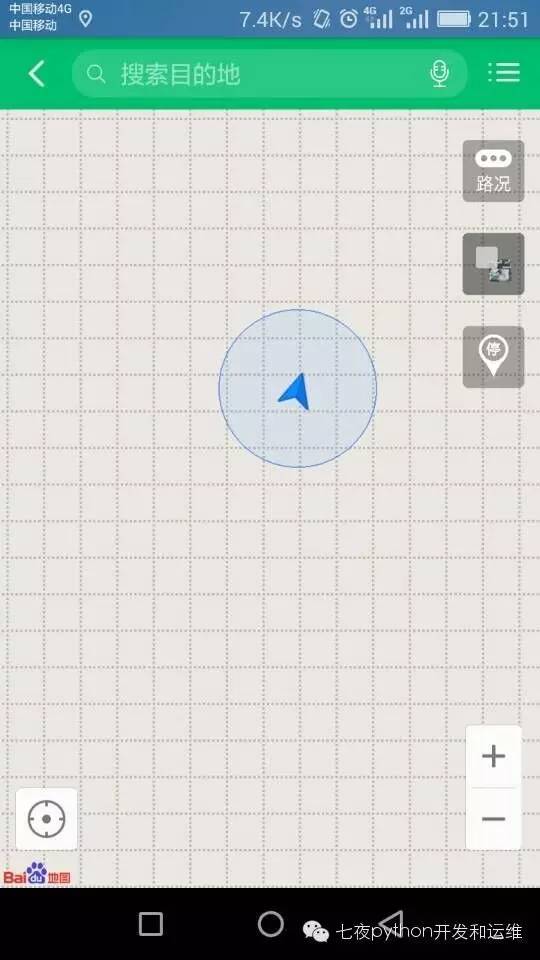 中国移动4G
中国移动
7.4K/s
4G
2G
21:51
搜索目的地
路况
停
Bai du 地图
七夜python开发和运维